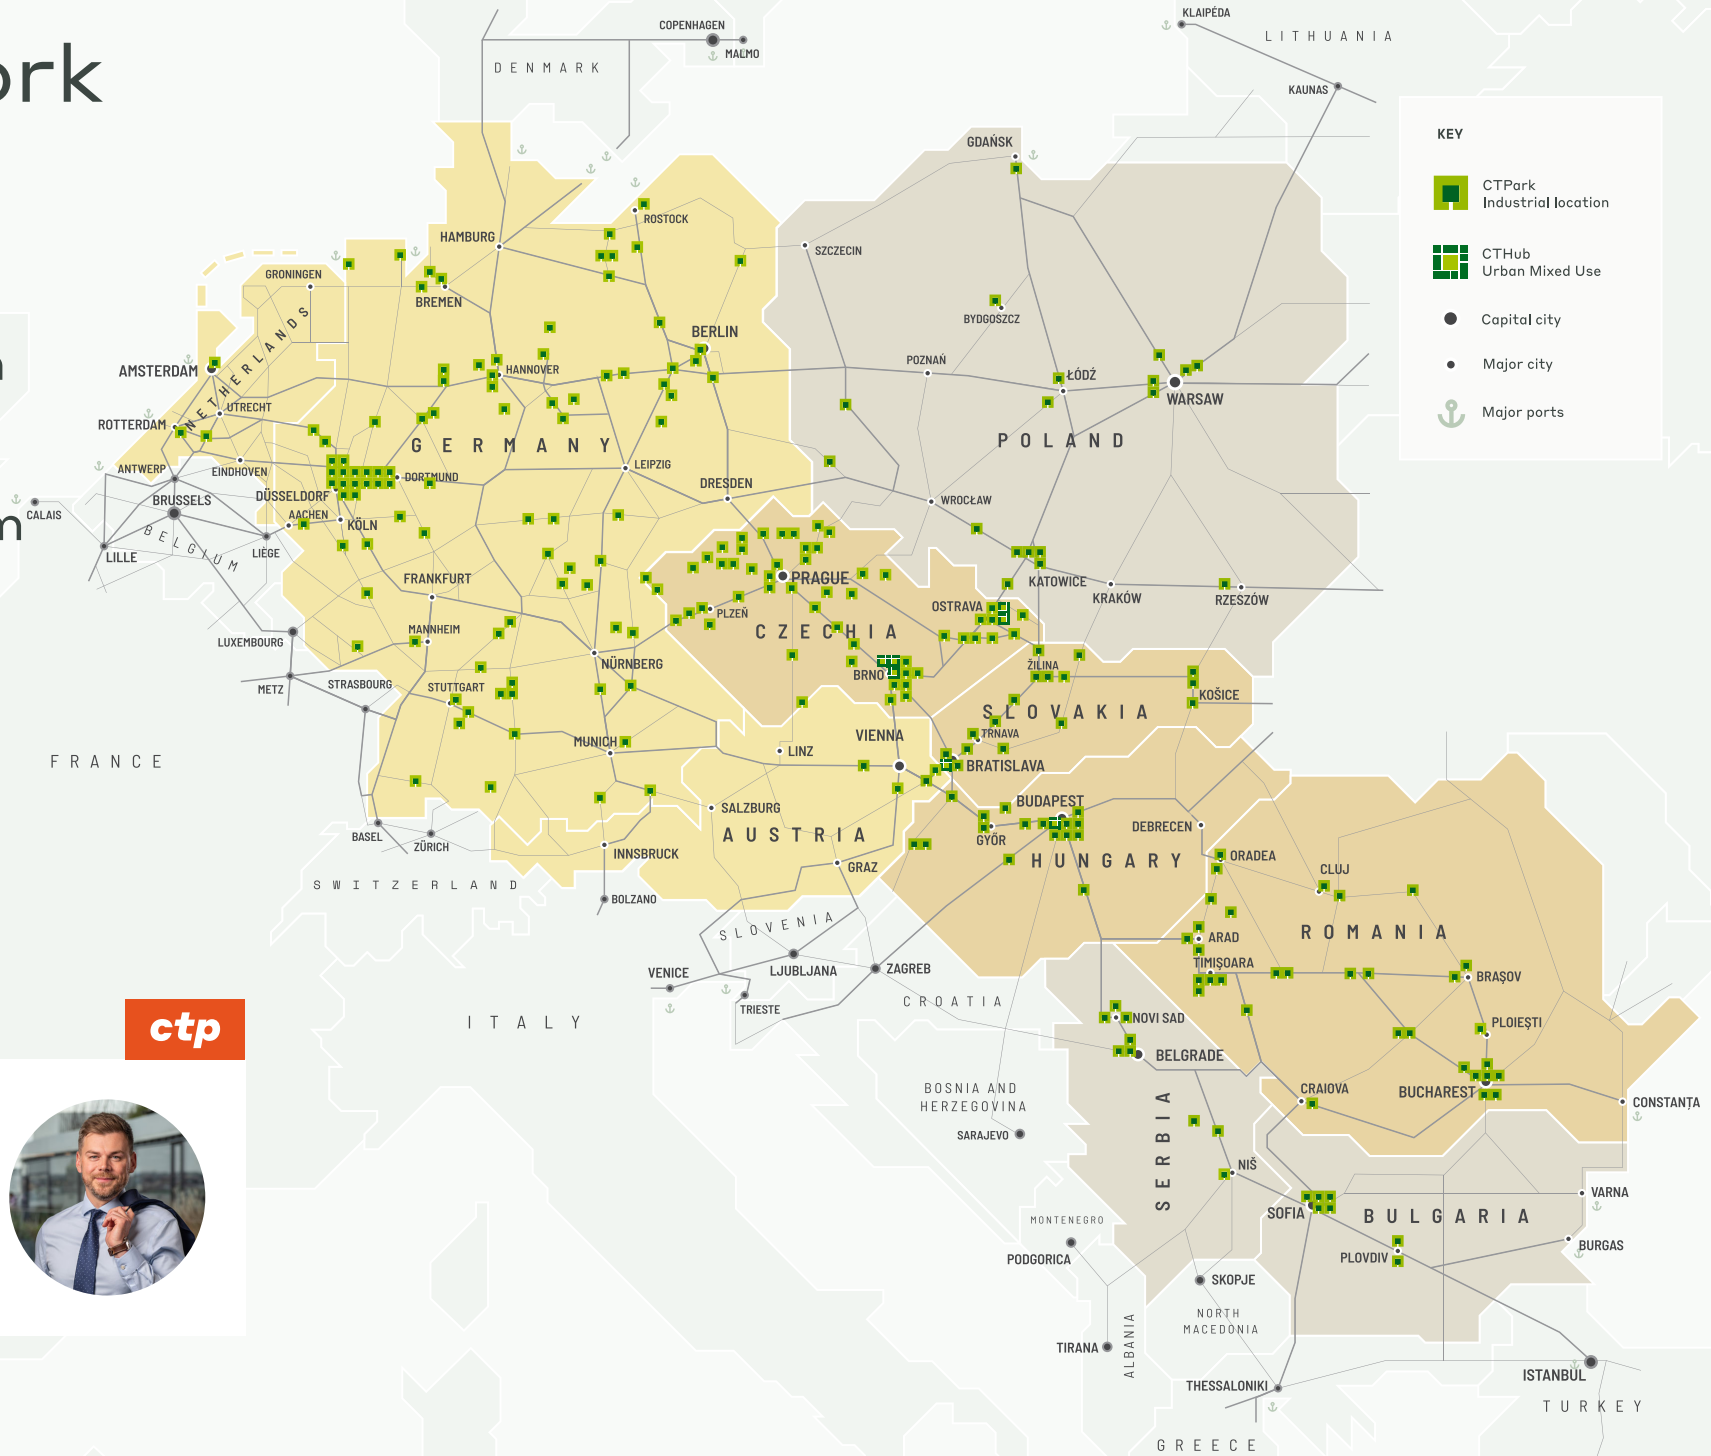 ork
m
KEY
CTPark
Industrial location
CTHub
Urban Mixed Use
Capital city
Major city
Major ports
KLAIPĖDA
LITHUANIA
KAUNAS
COPENHAGEN
MALMO
DENMARK
GDAŃSK
ROSTOCK
HAMBURG
SZCZECIN
GRONINGEN
BREMEN
BYDGOSZCZ
BERLIN
NETHERLANDS
AMSTERDAM
HANNOVER
POZNAŃ
ŁÓDŹ
WARSAW
UTRECHT
ROTTERDAM
GERMANY
POLAND
ANTWERP
EINDHOVEN
DORTMUND
LEIPZIG
DRESDEN
WROCŁAW
BRUSSELS
DÜSSELDORF
CALAIS
AACHEN
KÖLN
BELGIUM
LILLE
LIÈGE
FRANKFURT
PRAGUE
KATOWICE
KRAKÓW
RZESZÓW
OSTRAVA
PLZEŇ
CZECHIA
MANNHEIM
LUXEMBOURG
NÜRNBERG
ŽILINA
BRNO
METZ
STRASBOURG
STUTTGART
KOŠICE
SLOVAKIA
VIENNA
TRNAVA
MUNICH
LINZ
FRANCE
BRATISLAVA
SALZBURG
BUDAPEST
AUSTRIA
BASEL
ZÜRICH
GYŐR
DEBRECEN
INNSBRUCK
GRAZ
HUNGARY
ORADEA
CLUJ
SWITZERLAND
BOLZANO
SLOVENIA
ARAD
ROMANIA
VENICE
LJUBLJANA
ZAGREB
TIMIȘOARA
BRAȘOV
TRIESTE
CROATIA
NOVI SAD
ITALY
PLOIEȘTI
ctp
BELGRADE
BOSNIA AND
HERZEGOVINA
CRAIOVA
BUCHAREST
CONSTANȚA
SARAJEVO
SERBIA
NIŠ
VARNA
SOFIA
BULGARIA
MONTENEGRO
PODGORICA
PLOVDIV
BURGAS
SKOPJE
NORTH
MACEDONIA
TIRANA
ALBANIA
ISTANBUL
THESSALONIKI
TURKEY
GREECE